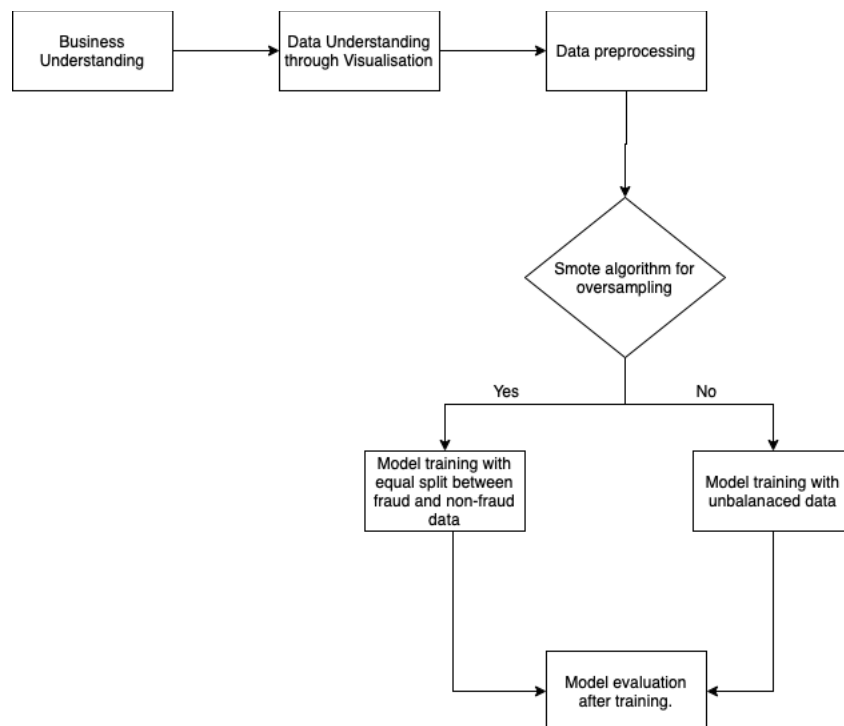 Business
Understanding
Data Understanding
through Visualisation
Data preprocessing
Smote algorithm for
oversampling
Yes
No
Model training with
equal split between
fraud and non-fraud
data
Model training with
unbalanaced data
Model evaluation
after training.